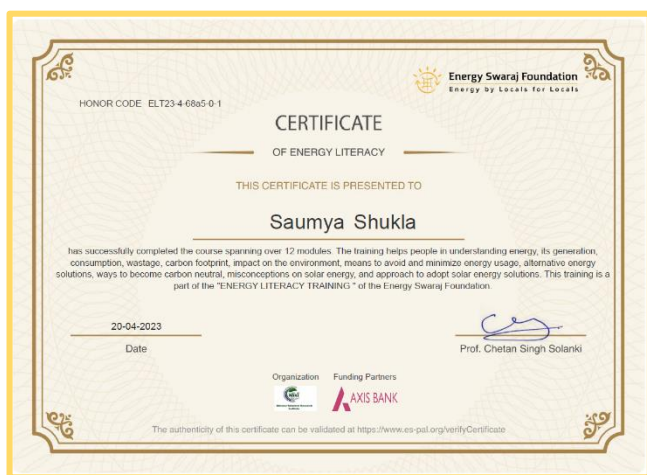 Energy Swaraj Foundation
Energy by Locals for Locals
HONOR CODE ELT23-4-68a5-0-1
CERTIFICATE
OF ENERGY LITERACY
THIS CERTIFICATE IS PRESENTED TO
Saumya Shukla
has successfully completed the course spanning over 12 modules. The training helps people in understanding energy, its generation,
consumption, wastage, carbon footprint, impact on the environment, means to avoid and minimize energy usage, alternative energy
solutions, ways to become carbon neutral, misconceptions on solar energy, and approach to adopt solar energy solutions. This training is a
part of the "ENERGY LITERACY TRAINING " of the Energy Swaraj Foundation.
20-04-2023
Date
Prof. Chetan Singh Solanki
Organization Funding Partners
AXIS BANK
The authenticity of this certificate can be validated at https://www.es-pal.org/verifyCertificate